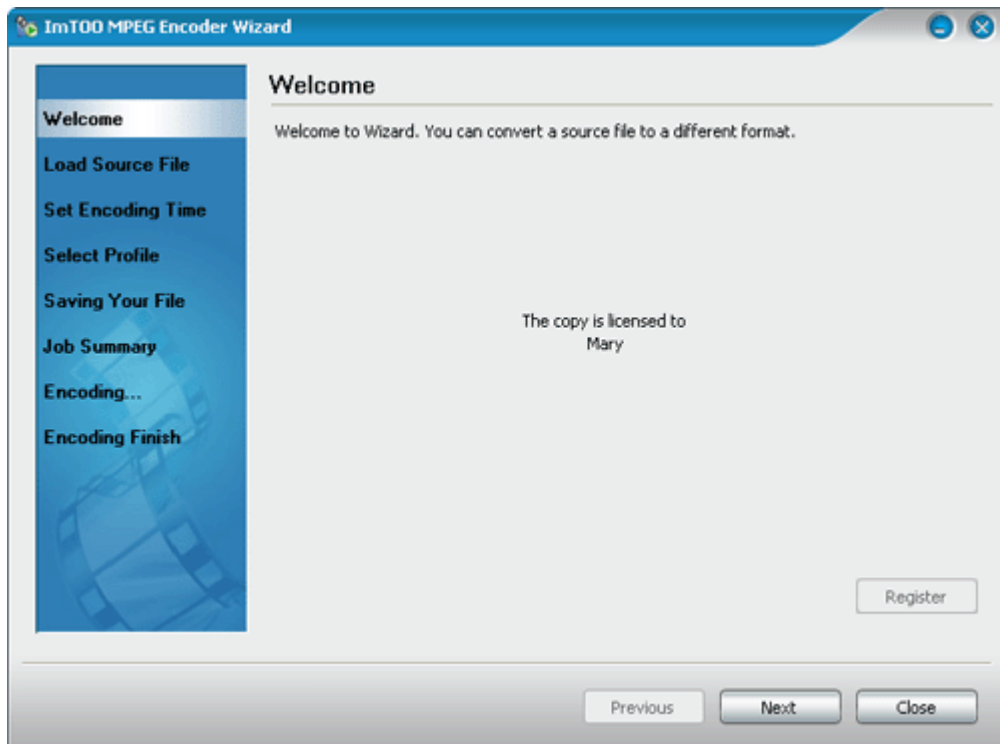 ImTOO MPEG Encoder Wizard
Welcome
Load Source File
Set Encoding Time
Select Profile
Saving Your File
Job Summary
Encoding...
Encoding Finish
Welcome
Welcome to Wizard. You can convert a source file to a different format.
The copy is licensed to
Mary
Register
Previous
Next
Close